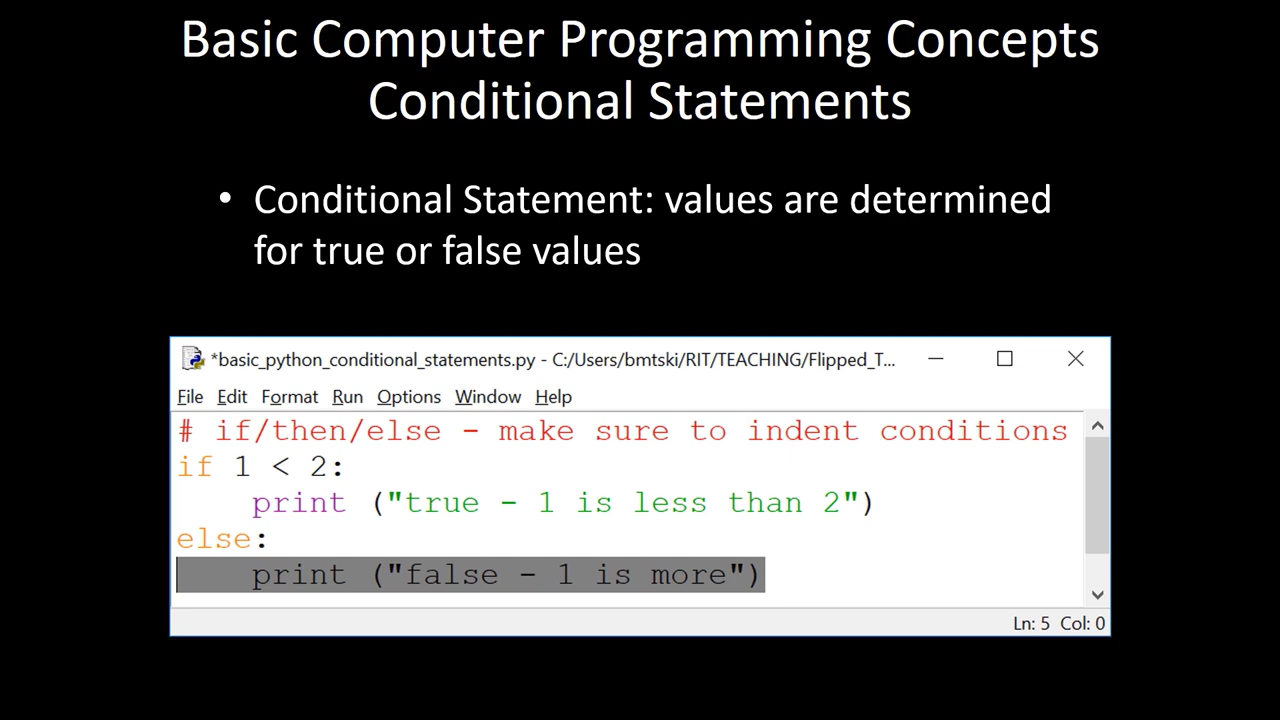 Basic Computer Programming Concepts
Conditional Statements
• Conditional Statement: values are determined
for true or false values
*basic_python_conditional_statements.py - C:/Users/bmtski/RIT/TEACHING/Flipped_T...
File Edit Format Run Options Window Help
# if/then/else - make sure to indent conditions
if 1 < 2:
    print ("true - 1 is less than 2")
else:
    print ("false - 1 is more")
Ln: 5 Col: 0